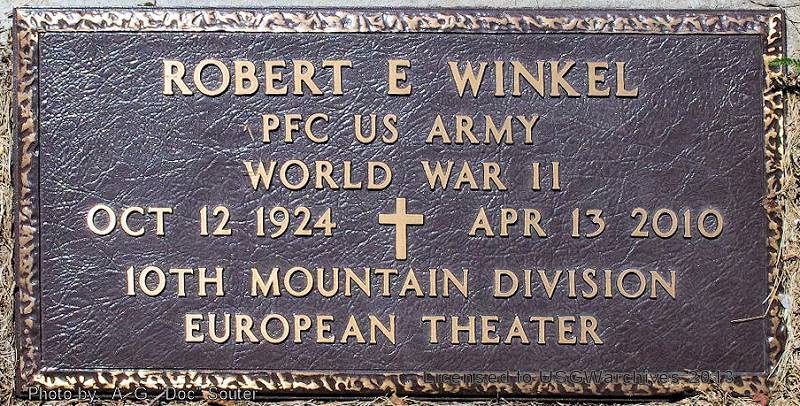 ROBERT E WINKEL
PFC US ARMY
WORLD WAR II
OCT 12 1924 APR 13 2010
10TH MOUNTAIN DIVISION
EUROPEAN THEATER
Licensed to USGWarchives 2013
Photo by A. G. "Doc" Souter